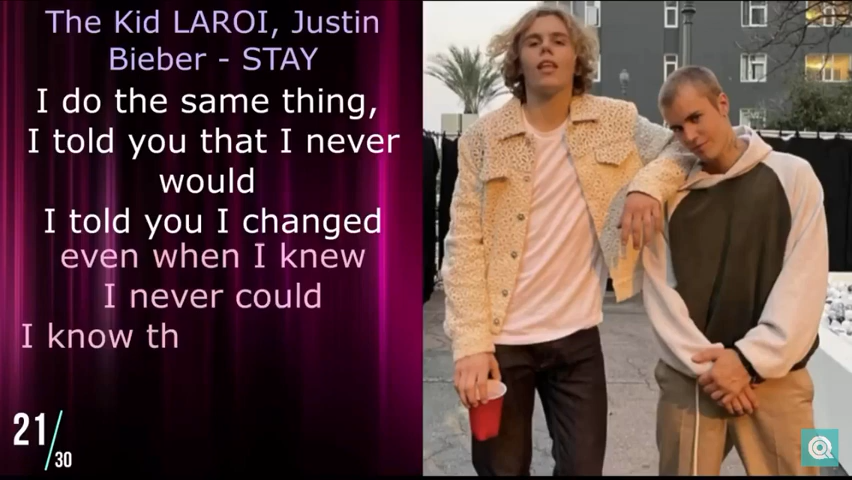 The Kid LAROI, Justin
Bieber - STAY
I do the same thing,
I told you that I never
would
I told you I changed
even when I knew
I never could
I know th
21/30